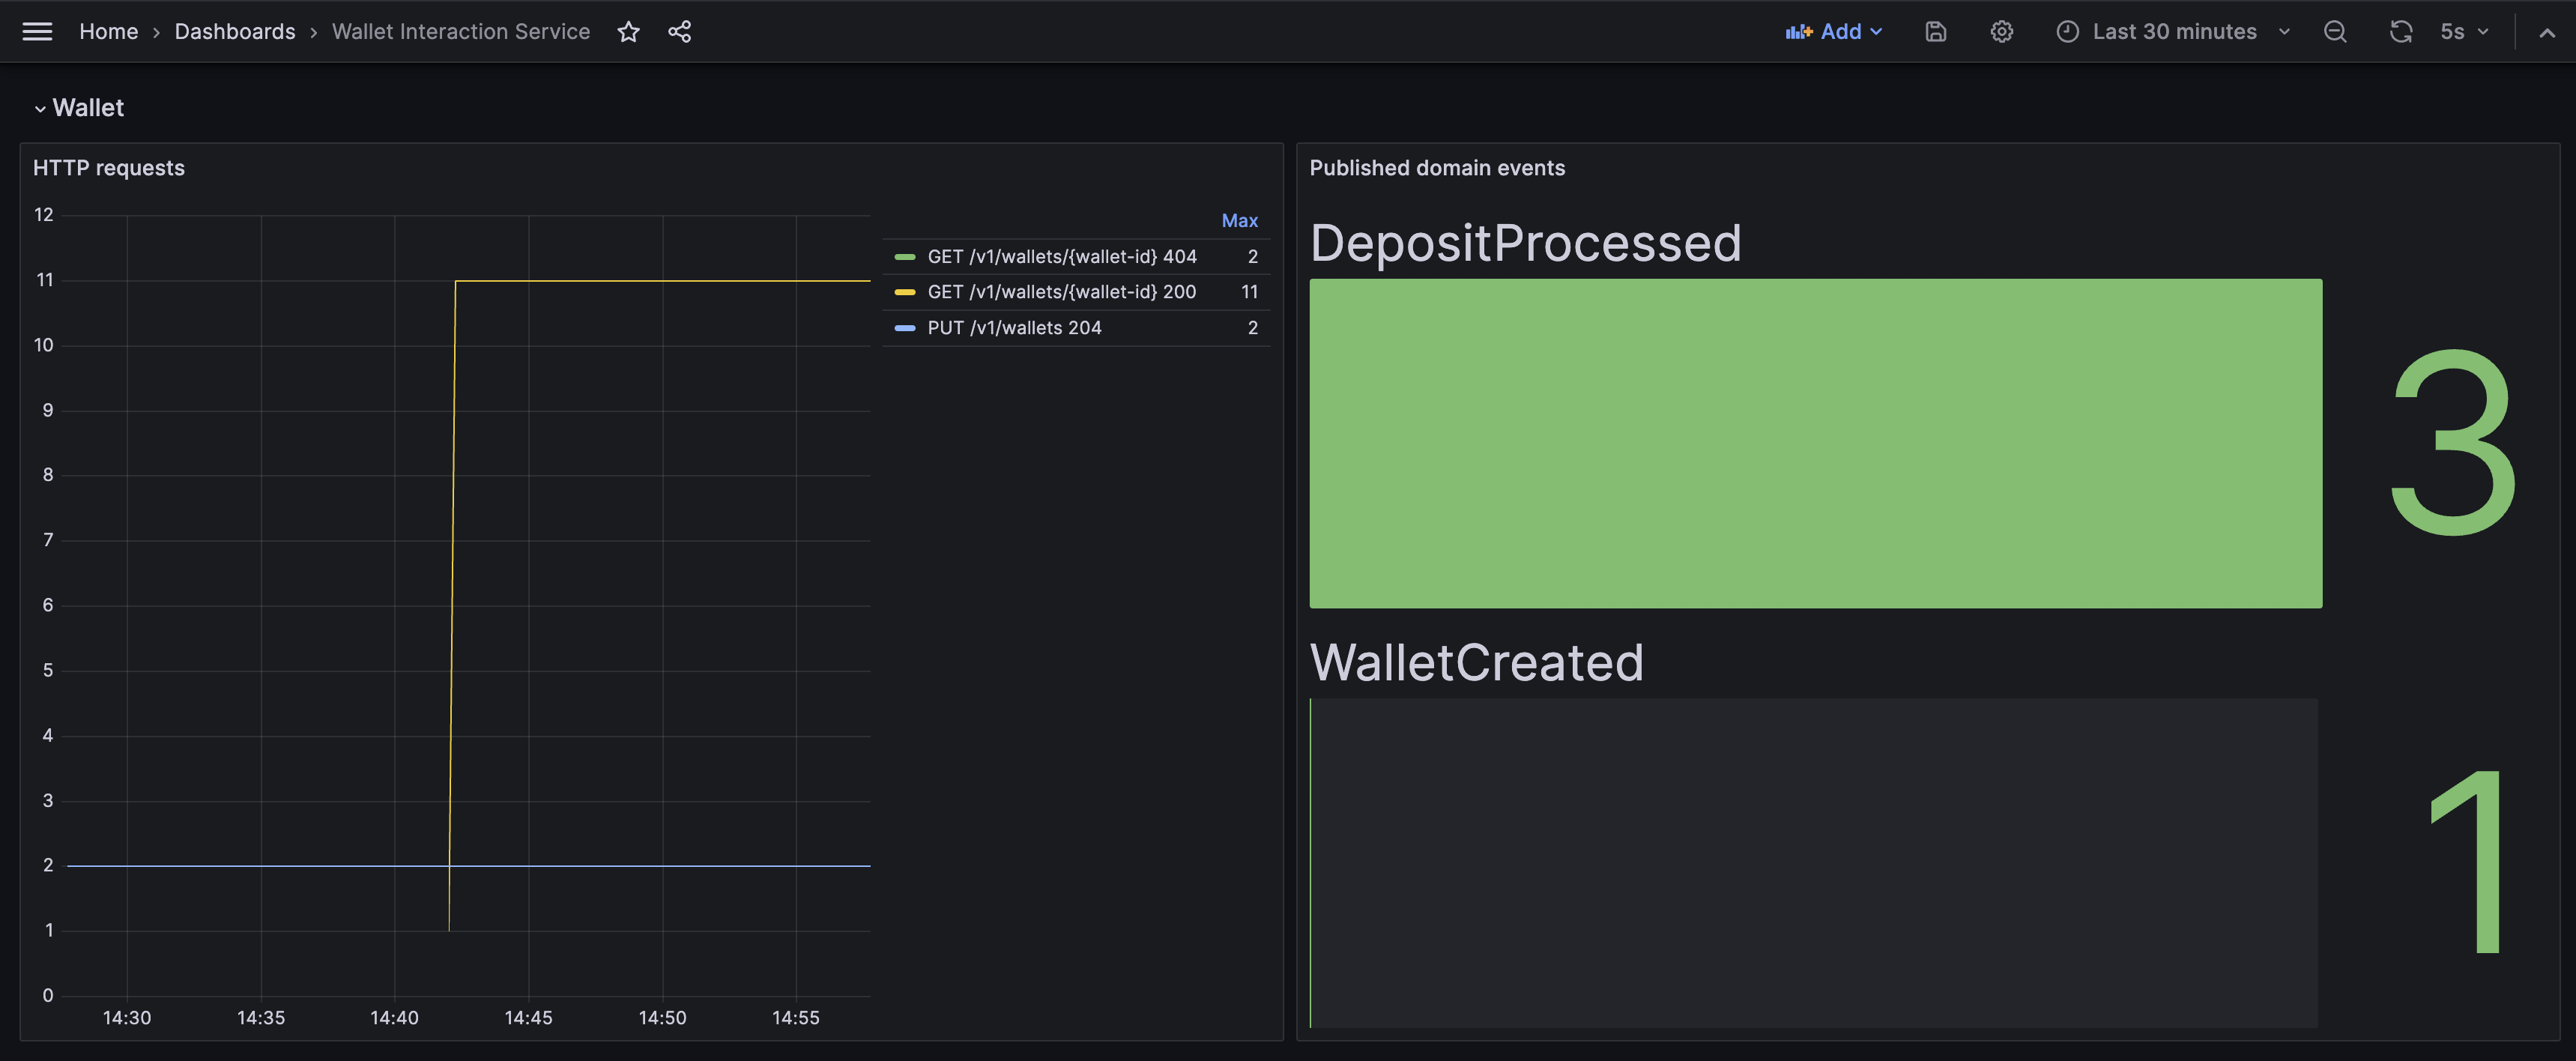 Home › Dashboards › Wallet Interaction Service
Add
Last 30 minutes
5s
Wallet
HTTP requests
12
11
10
9
8
7
6
5
4
3
2
1
0
14:30 14:35 14:40 14:45 14:50 14:55
Max
GET /v1/wallets/{wallet-id} 404 2
GET /v1/wallets/{wallet-id} 200 11
PUT /v1/wallets 204 2
Published domain events
DepositProcessed
3
WalletCreated
1